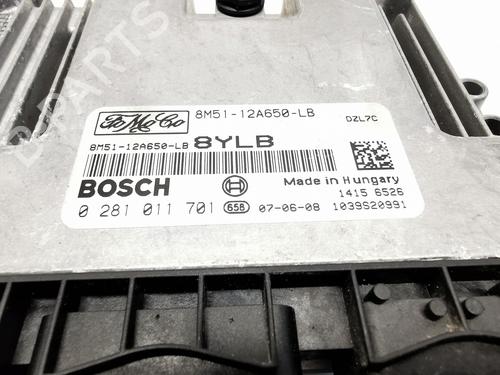 FoMoCo
8M51-12A650-LB
DZL7C
8M51-12A650-LB 8YLB
BOSCH
Made in Hungary
1415 6526
0 281 011 701 658 07-06-08 1039S20991
B-PARTS